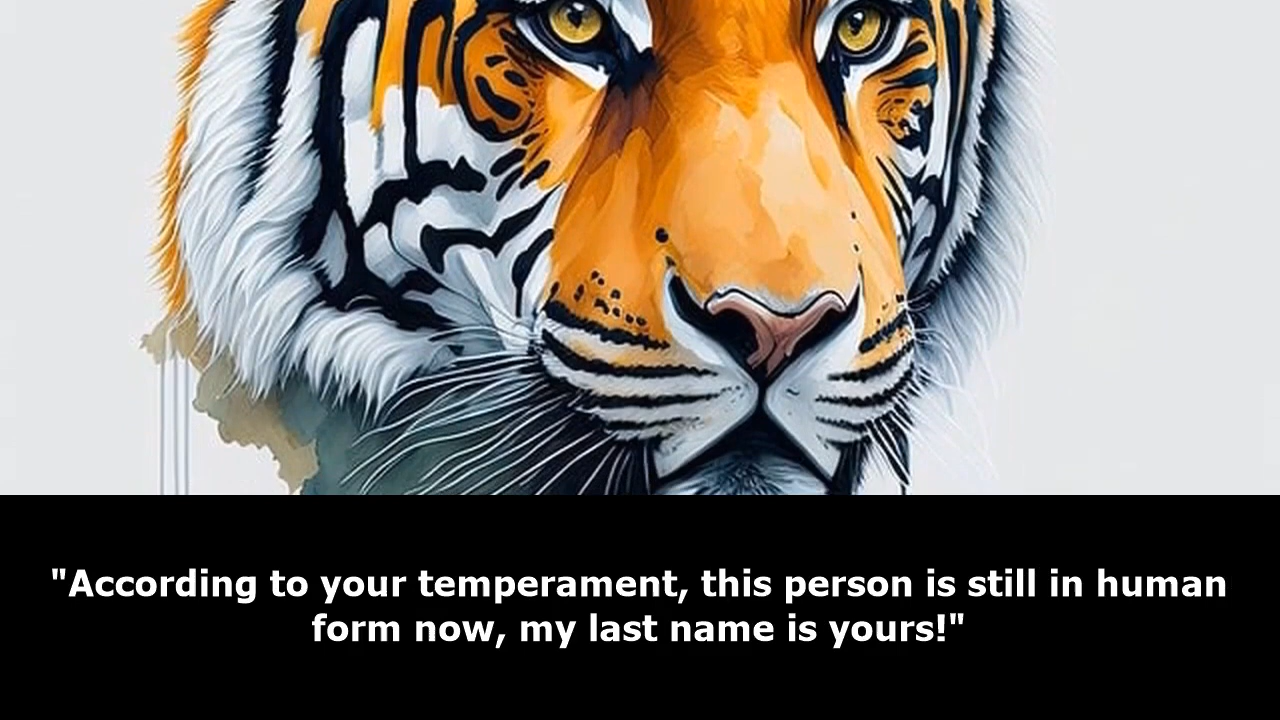 "According to your temperament, this person is still in human
form now, my last name is yours!"